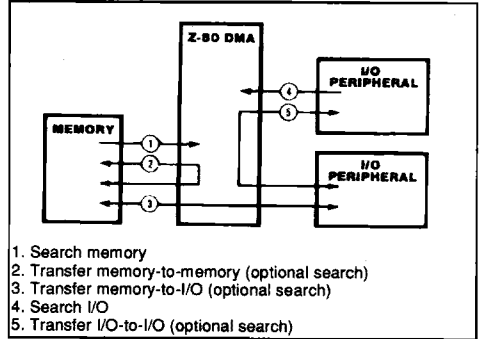 Z-80 DMA
I/O
PERIPHERAL
4
5
MEMORY
1
2
3
I/O
PERIPHERAL
1. Search memory
2. Transfer memory-to-memory (optional search)
3. Transfer memory-to-I/O (optional search)
4. Search I/O
5. Transfer I/O-to-I/O (optional search)